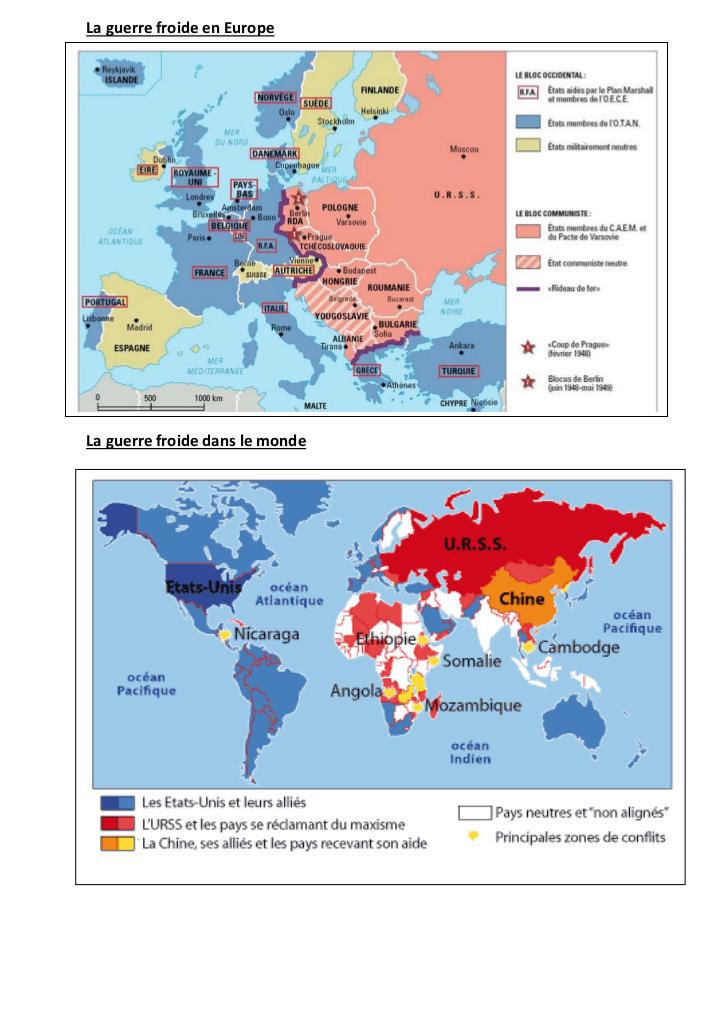 La guerre froide en Europe
Reykjavik
ISLANDE
NORVÈGE
Oslo
SUÈDE
Stockholm
FINLANDE
Helsinki
MER
DU NORD
MER
BALTIQUE
DANEMARK
Copenhague
Moscou
U.R.S.S.
Dublin
EIRE
ROYAUME-
UNI
Londres
PAYS-
BAS
Amsterdam
Bruxelles
BELGIQUE
LUX.
Bonn
R.F.A.
Berlin
RDA
POLOGNE
Varsovie
Prague
TCHÉCOSLOVAQUIE
OCÉAN
ATLANTIQUE
Paris
FRANCE
Berne
SUISSE
Vienne
AUTRICHE
Budapest
HONGRIE
ROUMANIE
Bucarest
Belgrade
YOUGOSLAVIE
BULGARIE
Sofia
ALBANIE
Tirana
MER
NOIRE
PORTUGAL
Lisbonne
Madrid
ESPAGNE
ITALIE
Rome
MER
MÉDITERRANÉE
GRÈCE
Athènes
Ankara
TURQUIE
MALTE
CHYPRE
Nicosie
0
500
1000 km
LE BLOC OCCIDENTAL :
R.F.A.
États aidés par le Plan Marshall
et membres de l'O.E.C.E.
États membres de l'O.T.A.N.
États militairement neutres
LE BLOC COMMUNISTE :
États membres du C.A.E.M. et
du Pacte de Varsovie
État communiste neutre
«Rideau de fer»
«Coup de Prague»
(février 1948)
Blocus de Berlin
(juin 1948-mai 1949)
La guerre froide dans le monde
U.R.S.S.
Etats-Unis
Chine
océan
Atlantique
océan
Pacifique
Nicaraga
Ethiopie
Cambodge
Somalie
océan
Pacifique
Angola
Mozambique
océan
Indien
Les Etats-Unis et leurs alliés
L'URSS et les pays se réclamant du maxisme
La Chine, ses alliés et les pays recevant son aide
Pays neutres et "non alignés"
Principales zones de conflits